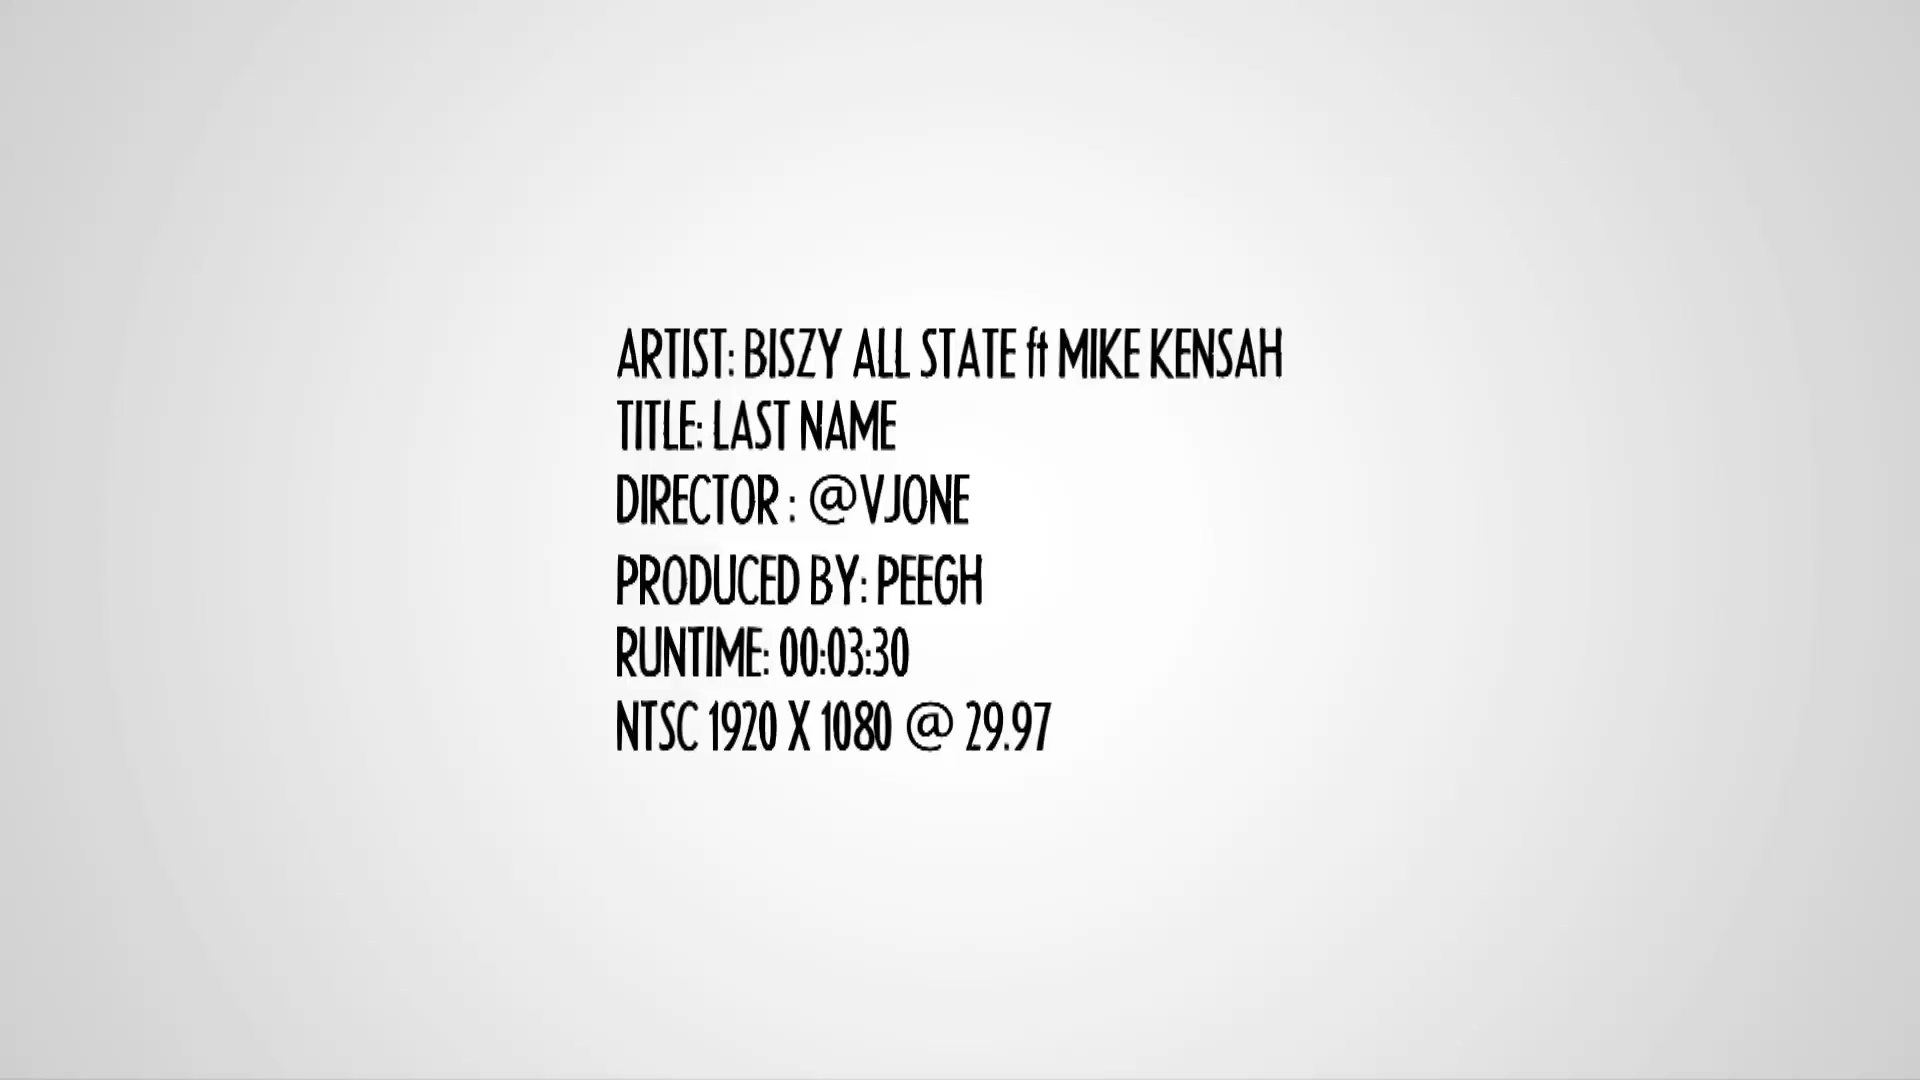 ARTIST: BISZY ALL STATE ft MIKE KENSAH
TITLE: LAST NAME
DIRECTOR : @VJONE
PRODUCED BY: PEEGH
RUNTIME: 00:03:30
NTSC 1920 X 1080 @ 29.97